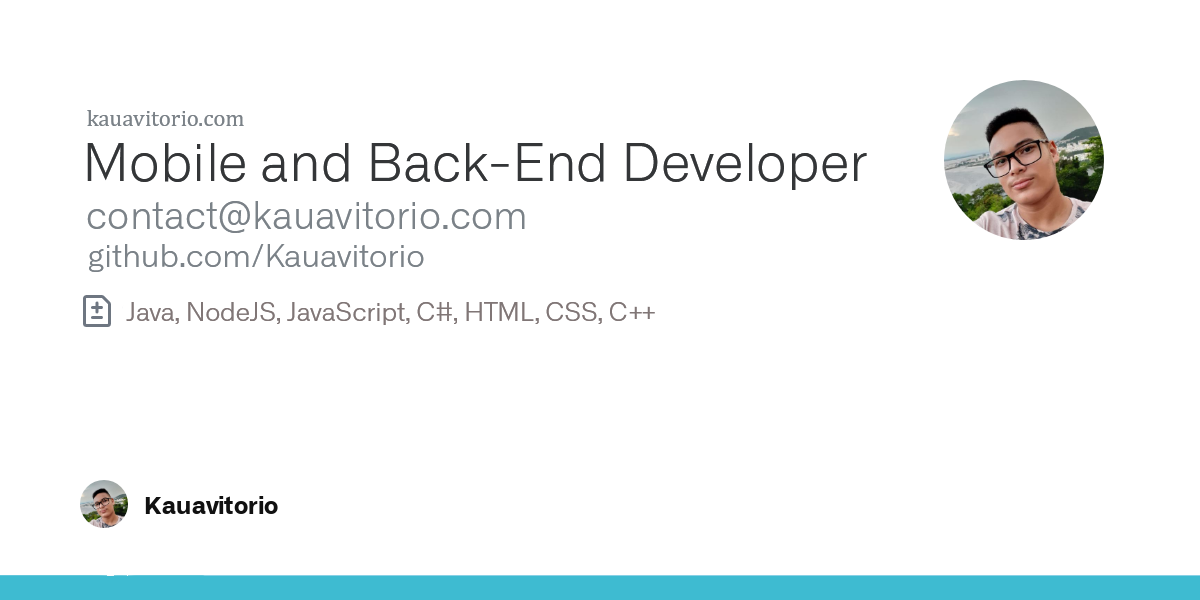 kauavitorio.com
Mobile and Back-End Developer
contact@kauavitorio.com
github.com/Kauavitorio
Java, NodeJS, JavaScript, C#, HTML, CSS, C++
Kauavitorio